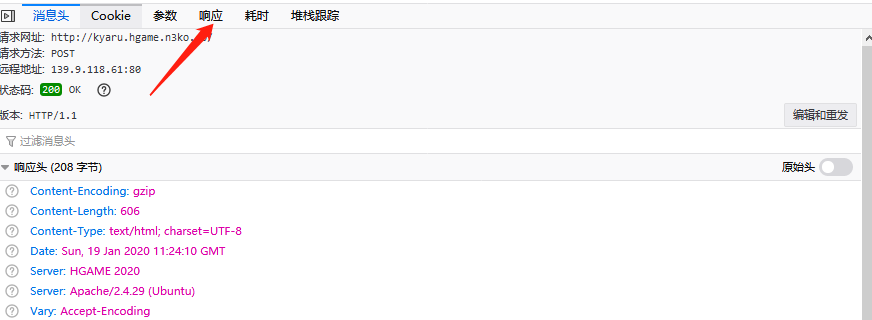 消息头 Cookie 参数 响应 耗时 堆栈跟踪
请求网址: http://kyaru.hgame.n3ko.
请求方法: POST
远程地址: 139.9.118.61:80
状态码: 200 OK
版本: HTTP/1.1 编辑和重发
过滤消息头
响应头 (208 字节) 原始头
Content-Encoding: gzip
Content-Length: 606
Content-Type: text/html; charset=UTF-8
Date: Sun, 19 Jan 2020 11:24:10 GMT
Server: HGAME 2020
Server: Apache/2.4.29 (Ubuntu)
Vary: Accept-Encoding